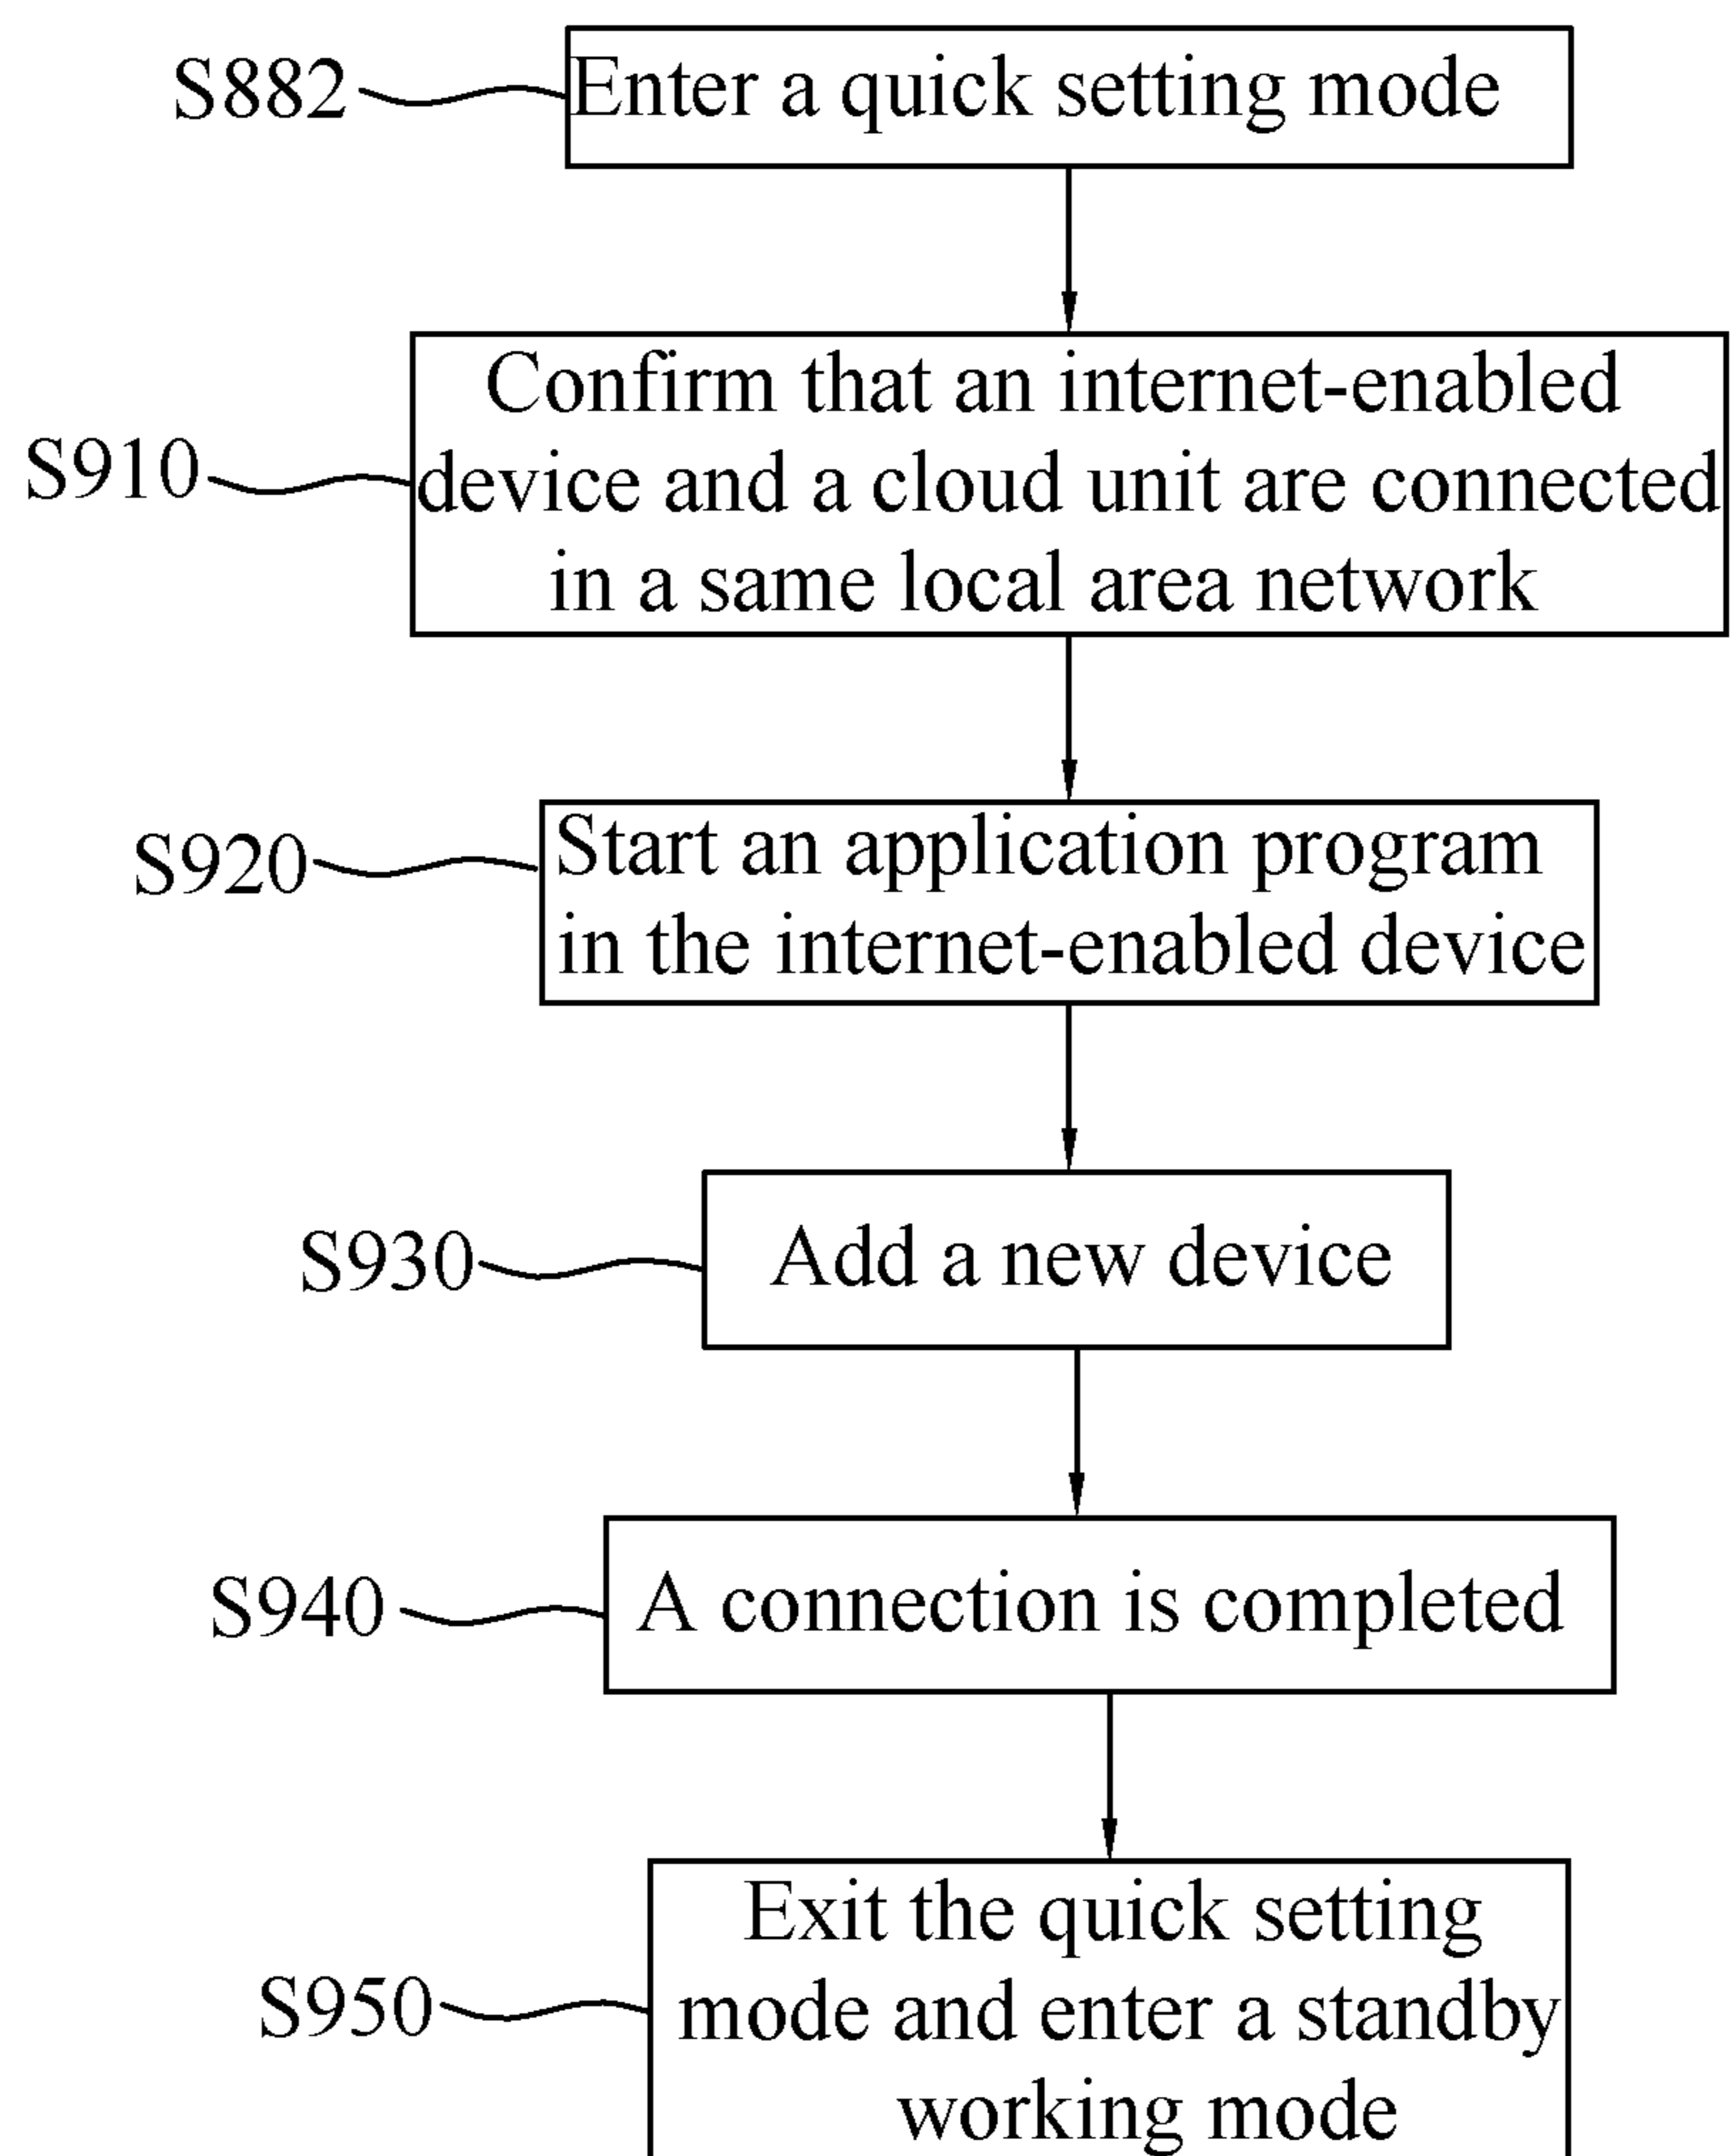 S882
Enter a quick setting mode
Confirm that an internet-enabled
S910
device and a cloud unit are connected
in a same local area network
S920
Start an application program
in the internet-enabled device
S930
Add a new device
S940
A connection is completed
Exit the quick setting
S950
mode and enter a standby
working mode